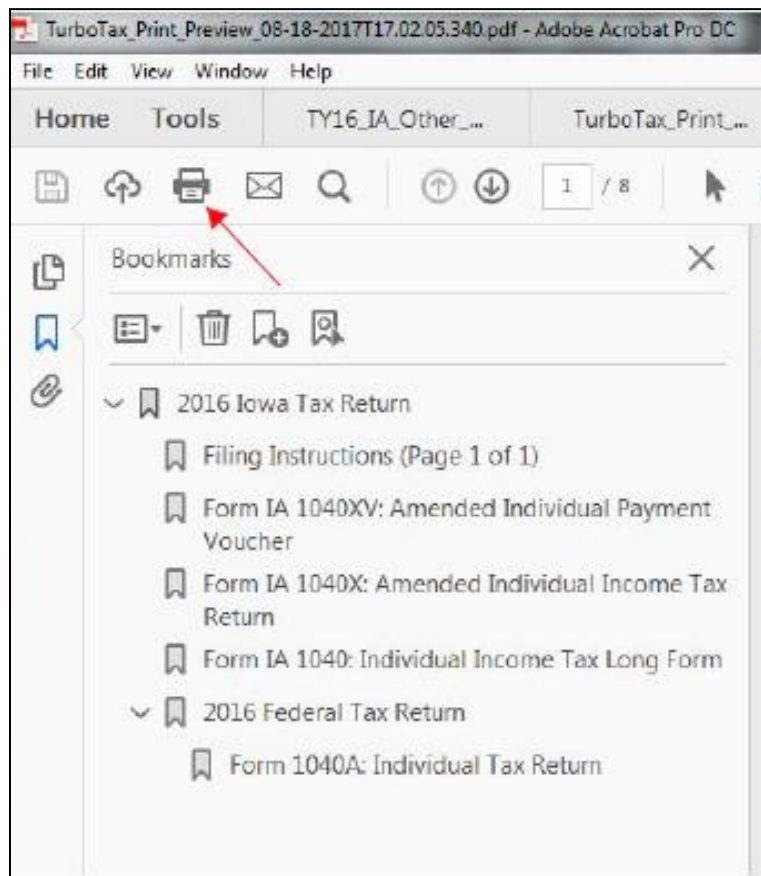 TurboTax_Print_Preview_08-18-2017T17.02.05.340.pdf - Adobe Acrobat Pro DC
File Edit View Window Help
Home Tools TY16_IA_Other_... TurboTax_Print_...
1 / 8
Bookmarks
2016 Iowa Tax Return
Filing Instructions (Page 1 of 1)
Form IA 1040XV: Amended Individual Payment
Voucher
Form IA 1040X: Amended Individual Income Tax
Return
Form IA 1040: Individual Income Tax Long Form
2016 Federal Tax Return
Form 1040A: Individual Tax Return